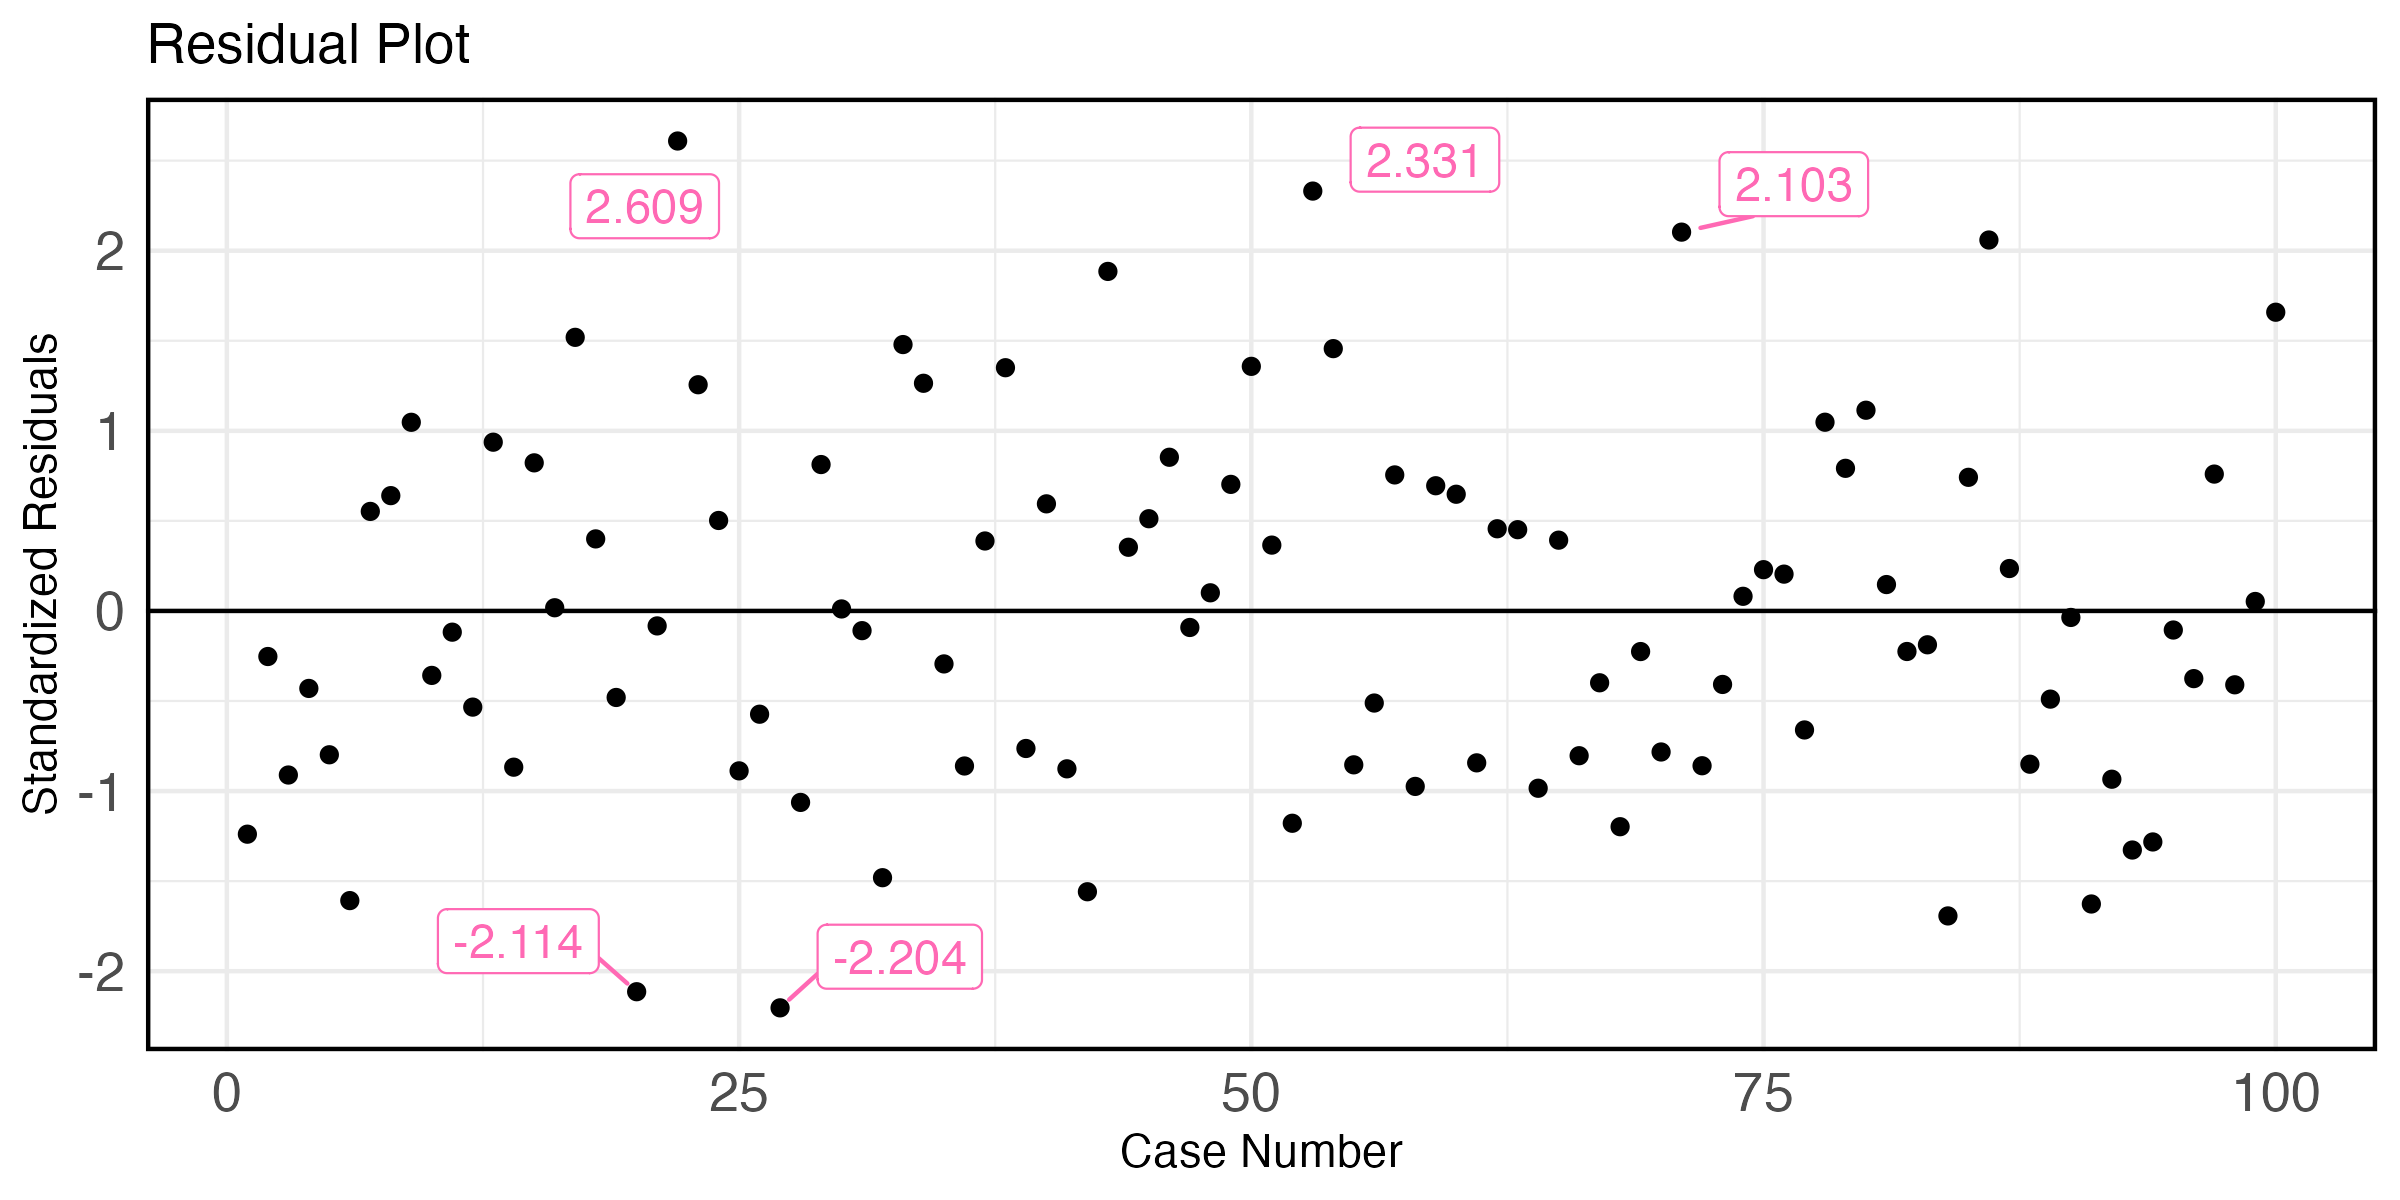 Residual Plot
2.609
2.331
2.103
2
1
0
-1
-2
Standardized Residuals
-2.114
-2.204
0 25 50 75 100
Case Number